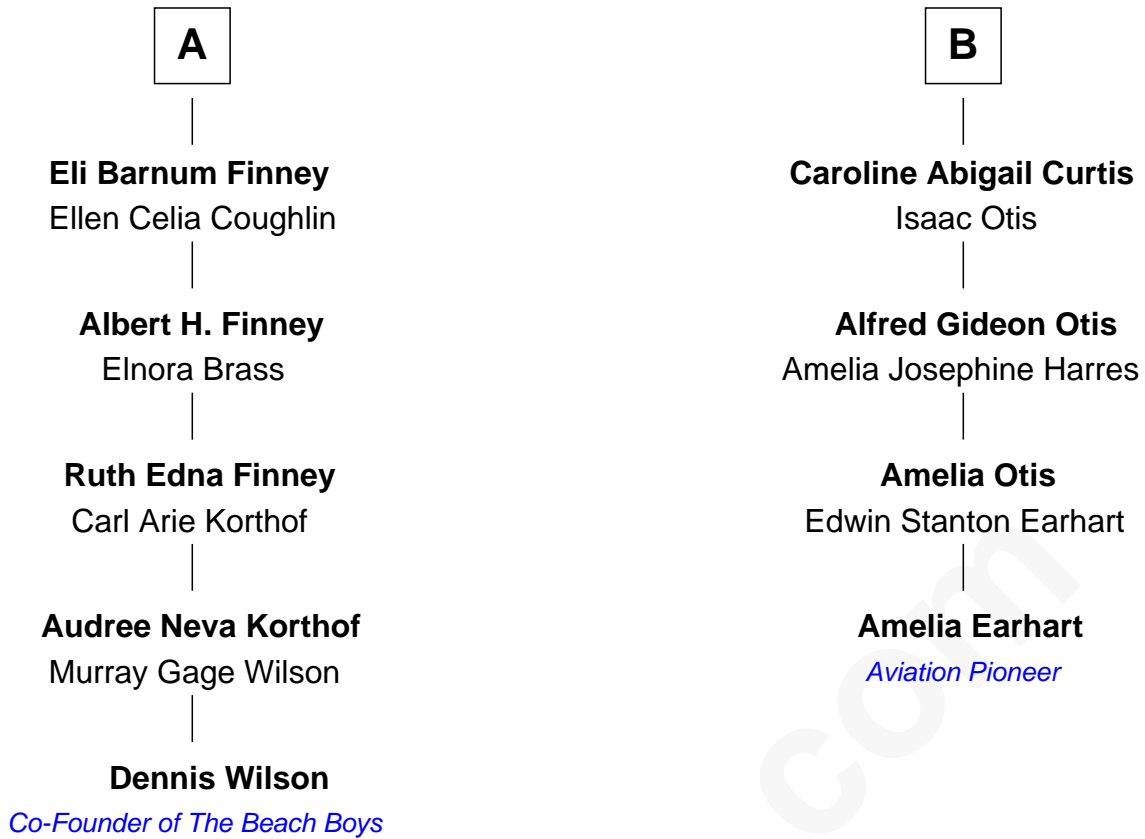 A
Eli Barnum Finney
Ellen Celia Coughlin
Albert H. Finney
Elnora Brass
Ruth Edna Finney
Carl Arie Korthof
Audree Neva Korthof
Murray Gage Wilson
Dennis Wilson
Co-Founder of The Beach Boys
B
Caroline Abigail Curtis
Isaac Otis
Alfred Gideon Otis
Amelia Josephine Harres
Amelia Otis
Edwin Stanton Earhart
Amelia Earhart
Aviation Pioneer
com